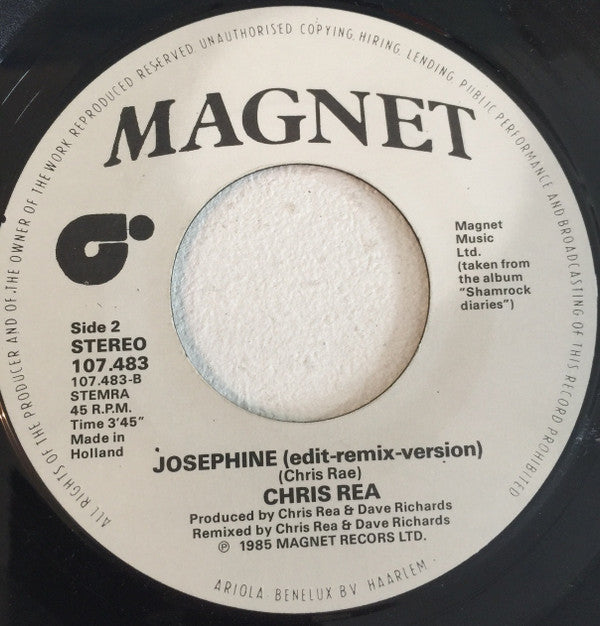 ALL RIGHTS OF THE PRODUCER AND OF THE OWNER OF THE WORK REPRODUCED RESERVED. UNAUTHORISED COPYING, HIRING, LENDING, PUBLIC PERFORMANCE AND BROADCASTING OF THIS RECORD PROHIBITED
MAGNET
Magnet
Music
Ltd.
(taken from
the album
"Shamrock
diaries")
Side 2
STEREO
107.483
107.483-B
STEMRA
45 R.P.M.
Time 3'45"
Made in
Holland
JOSEPHINE (edit-remix-version)
(Chris Rae)
CHRIS REA
Produced by Chris Rea & Dave Richards
Remixed by Chris Rea & Dave Richards
℗ 1985 MAGNET RECORS LTD.
ARIOLA - BENELUX BV HAARLEM.